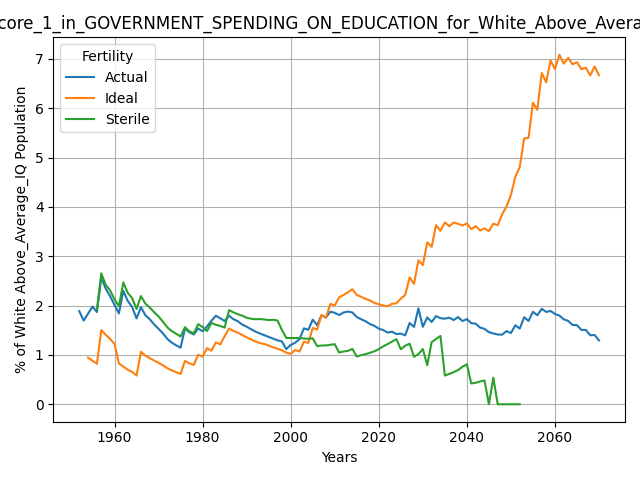 core_1_in_GOVERNMENT_SPENDING_ON_EDUCATION_for_White_Above_Avera
Fertility
Actual
Ideal
Sterile
% of White Above_Average_IQ Population
7
6
5
4
3
2
1
0
1960 1980 2000 2020 2040 2060
Years